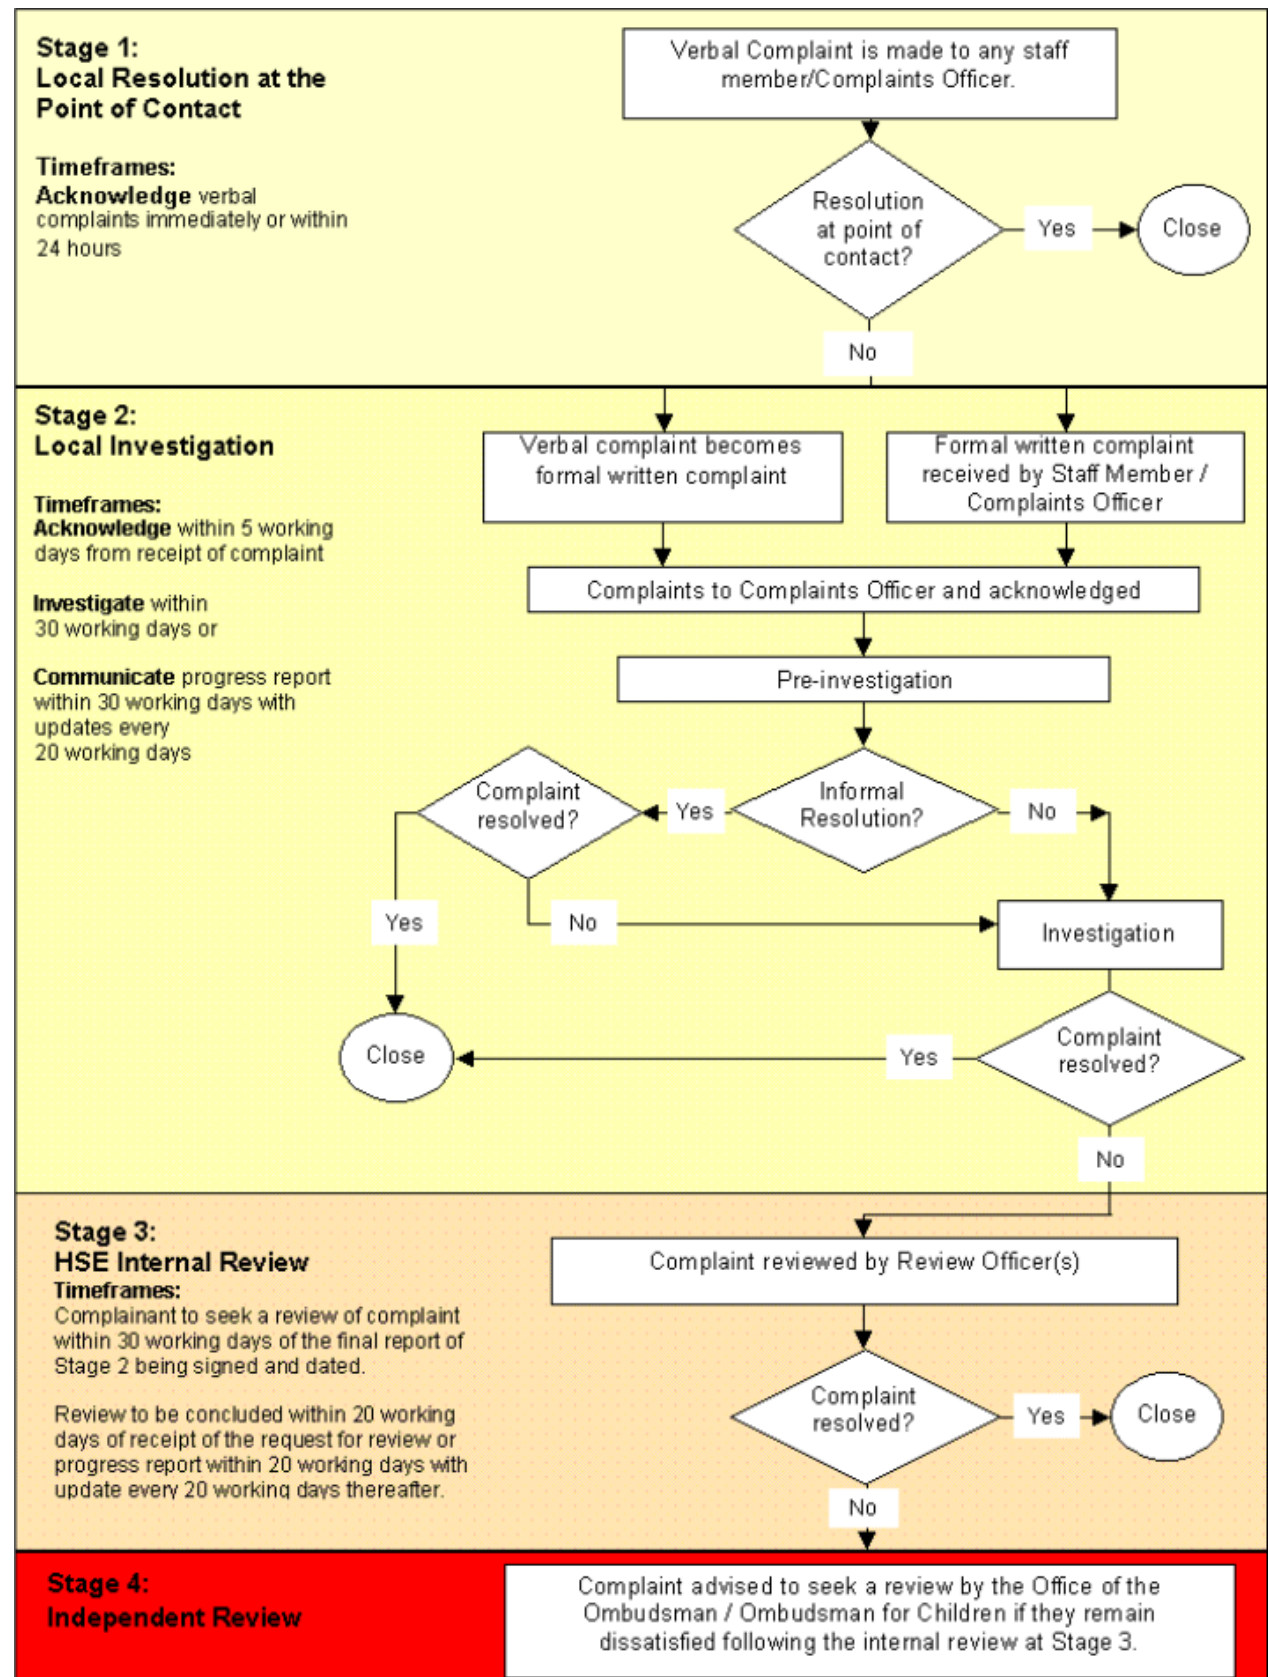 Stage 1:
Local Resolution at the
Point of Contact
Timeframes:
Acknowledge verbal
complaints immediately or within
24 hours
Verbal Complaint is made to any staff
member/Complaints Officer.
Resolution
at point of
contact?
Yes
Close
No
Stage 2:
Local Investigation
Timeframes:
Acknowledge within 5 working
days from receipt of complaint
Investigate within
30 working days or
Communicate progress report
within 30 working days with
updates every
20 working days
Verbal complaint becomes
formal written complaint
Formal written complaint
received by Staff Member /
Complaints Officer
Complaints to Complaints Officer and acknowledged
Pre-investigation
Complaint
resolved?
Yes
Informal
Resolution?
No
Yes
No
Investigation
Close
Yes
Complaint
resolved?
No
Stage 3:
HSE Internal Review
Timeframes:
Complainant to seek a review of complaint
within 30 working days of the final report of
Stage 2 being signed and dated.
Review to be concluded within 20 working
days of receipt of the request for review or
progress report within 20 working days with
update every 20 working days thereafter.
Complaint reviewed by Review Officer(s)
Complaint
resolved?
Yes
Close
No
Stage 4:
Independent Review
Complaint advised to seek a review by the Office of the
Ombudsman / Ombudsman for Children if they remain
dissatisfied following the internal review at Stage 3.